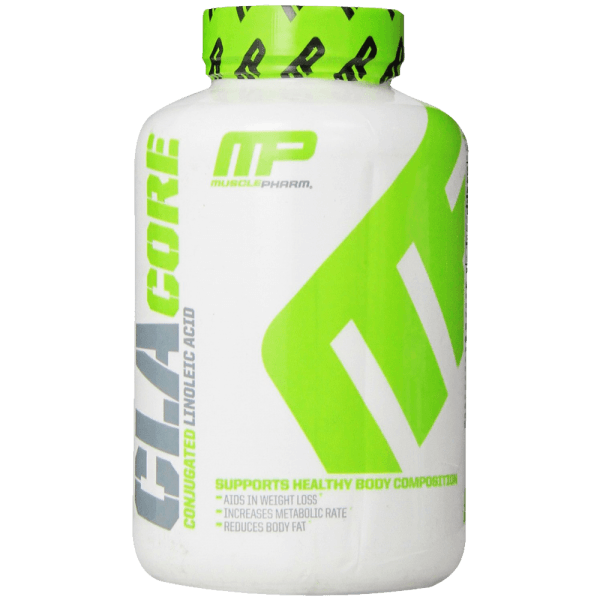 MP
MUSCLEPHARM®
CLA CORE
CONJUGATED LINOLEIC ACID
SUPPORTS HEALTHY BODY COMPOSITION
AIDS IN WEIGHT LOSS*
INCREASES METABOLIC RATE*
REDUCES BODY FAT*